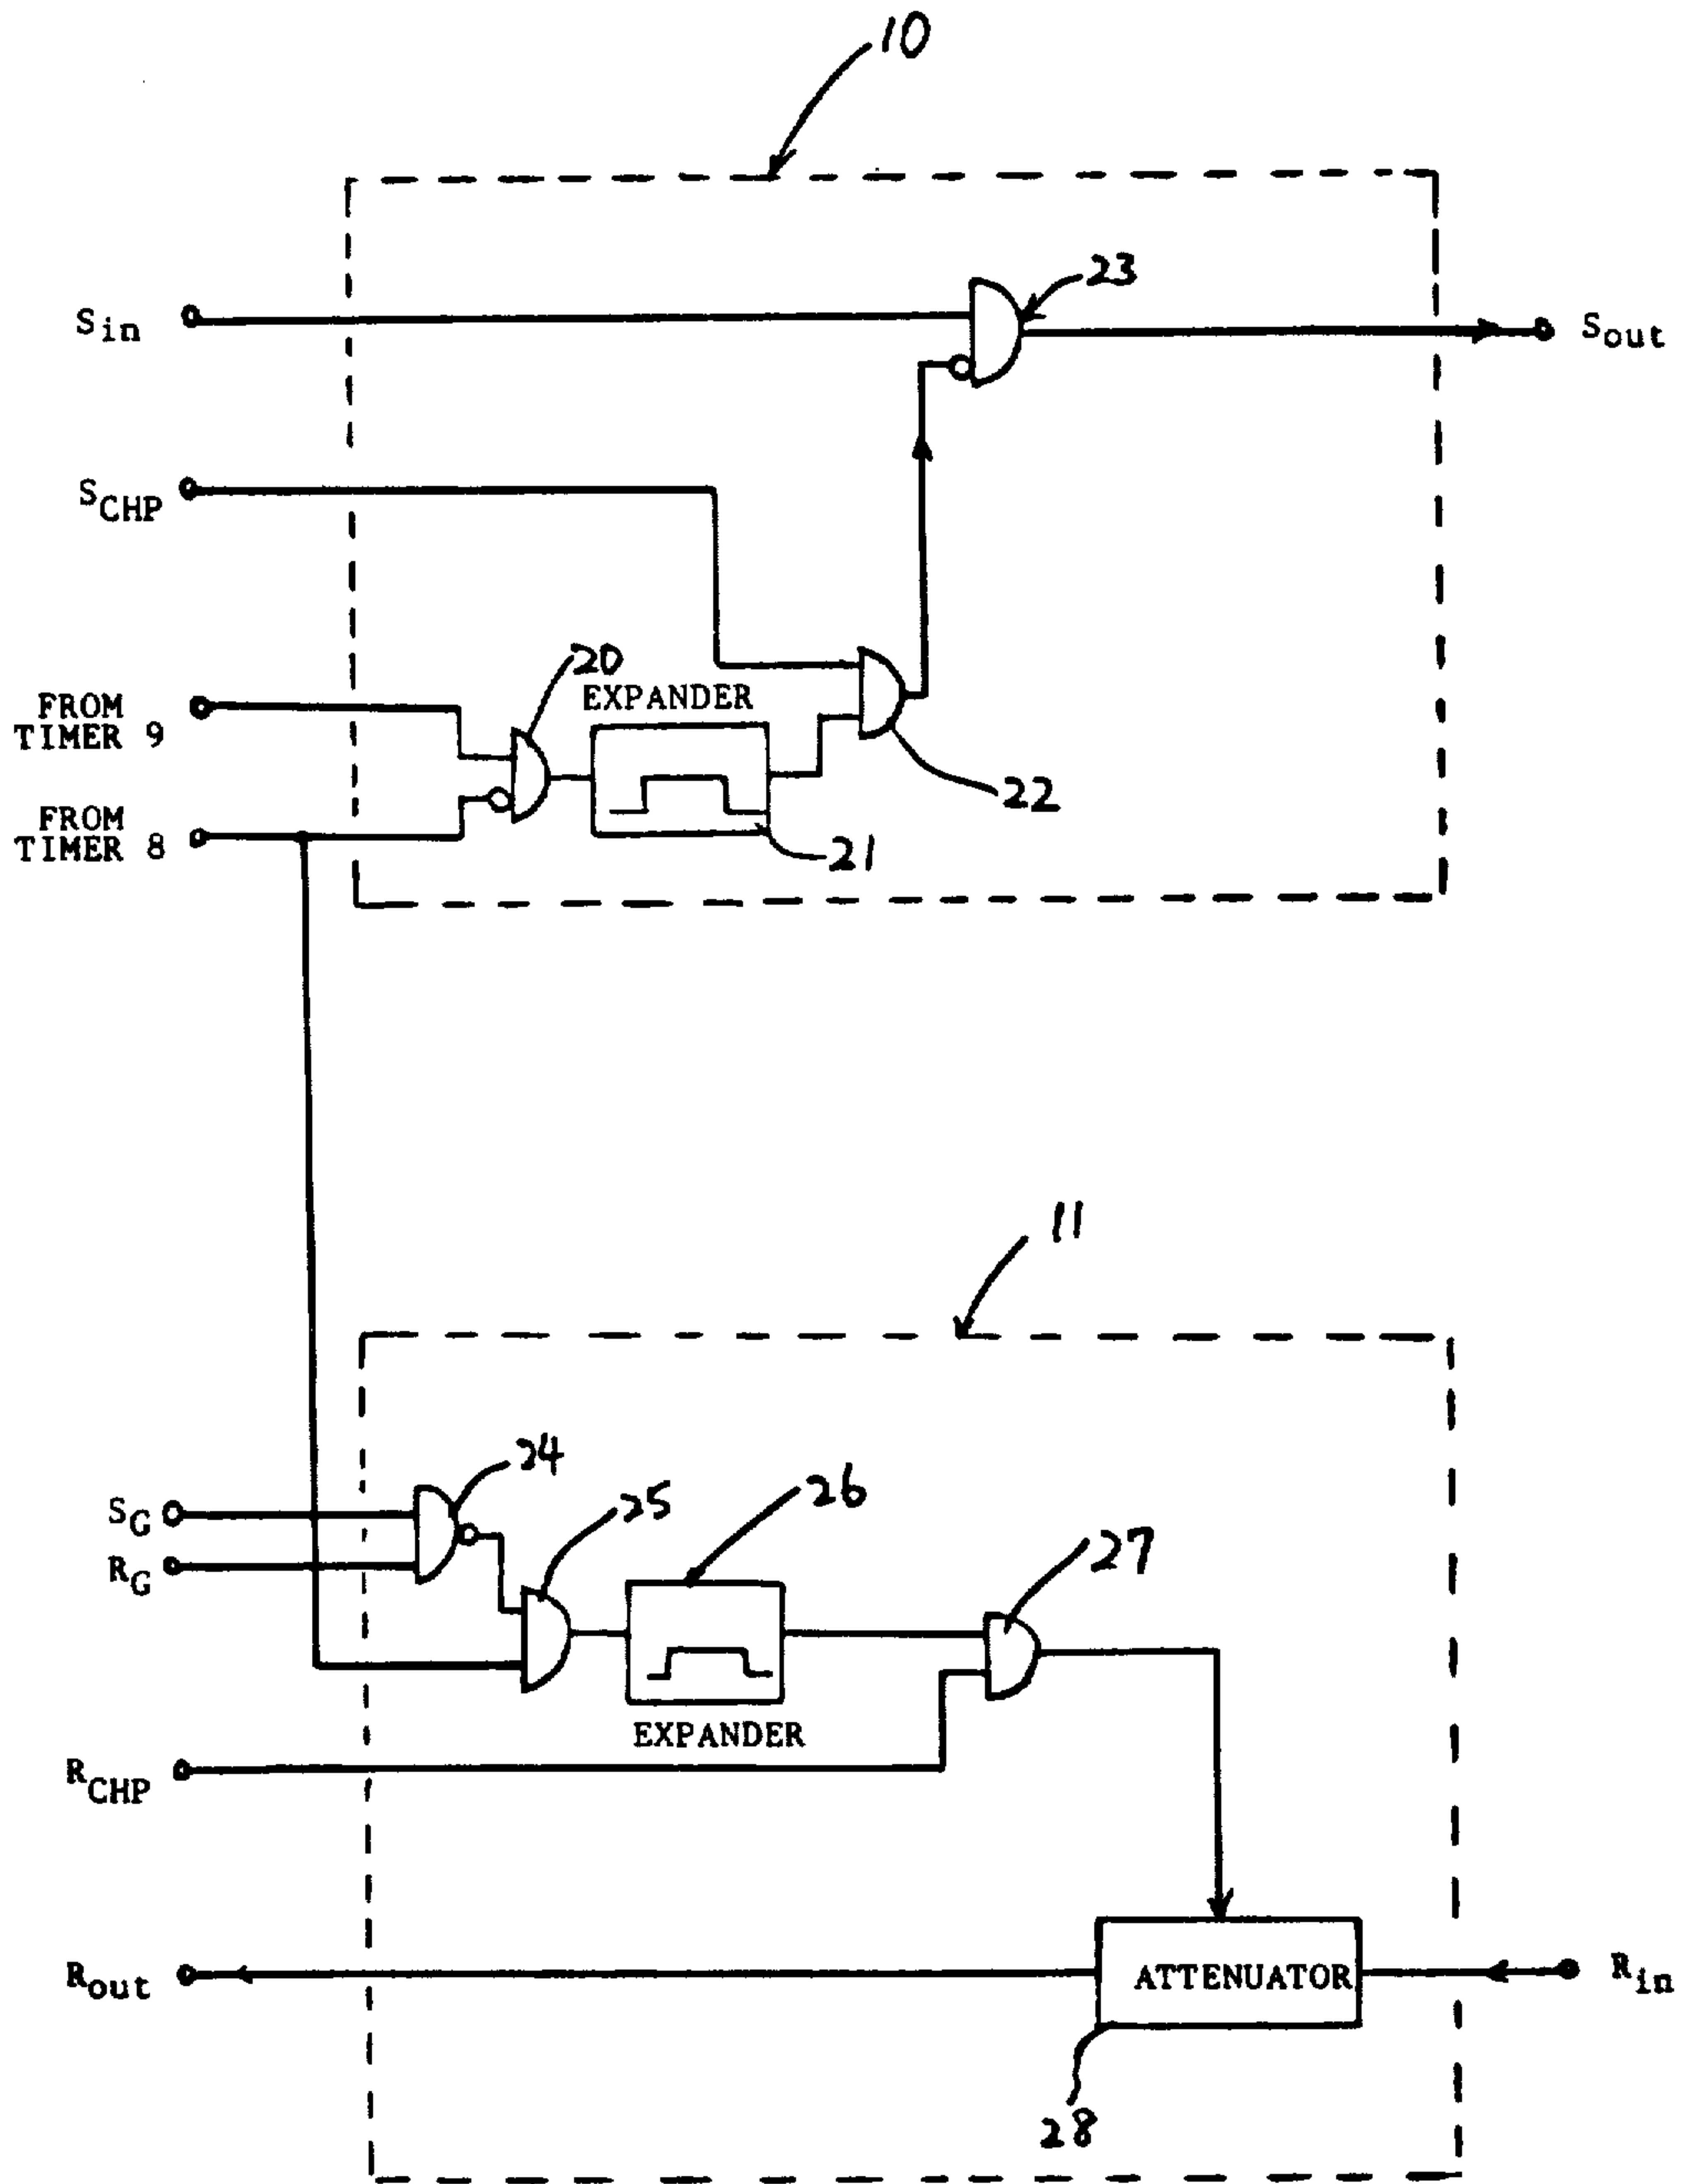 10
23
Sin
Sout
SCHP
20
EXPANDER
FROM
TIMER 9
22
FROM
TIMER 8
21
11
24
SG
25
26
RG
27
EXPANDER
RCHP
Rout
ATTENUATOR
Rin
28